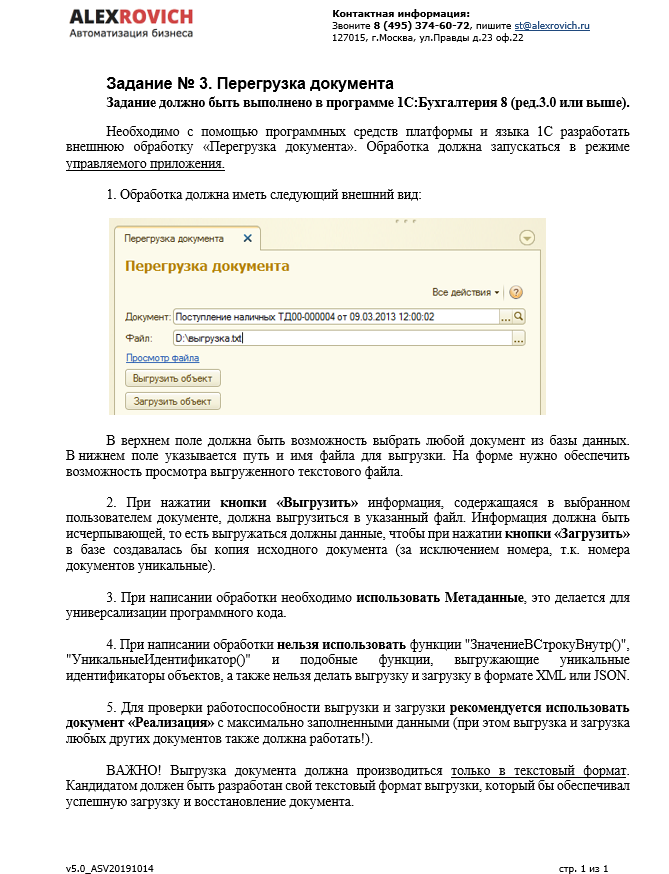 ALEXROVICH
Автоматизация бизнеса
Контактная информация:
Звоните 8 (495) 374-60-72, пишите st@alexrovich.ru
127015, г.Москва, ул.Правды д.23 оф.22
Задание № 3. Перегрузка документа
Задание должно быть выполнено в программе 1С:Бухгалтерия 8 (ред.3.0 или выше).
Необходимо с помощью программных средств платформы и языка 1С разработать
внешнюю обработку «Перегрузка документа». Обработка должна запускаться в режиме
управляемого приложения.
1. Обработка должна иметь следующий внешний вид:
Перегрузка документа
Перегрузка документа
Все действия
Документ: Поступление наличных ТД00-000004 от 09.03.2013 12:00:02
Файл: D:\выгрузка.txt
Просмотр файла
Выгрузить объект
Загрузить объект
В верхнем поле должна быть возможность выбрать любой документ из базы данных.
В нижнем поле указывается путь и имя файла для выгрузки. На форме нужно обеспечить
возможность просмотра выгруженного текстового файла.
2. При нажатии кнопки «Выгрузить» информация, содержащаяся в выбранном
пользователем документе, должна выгрузиться в указанный файл. Информация должна быть
исчерпывающей, то есть выгружаться должны данные, чтобы при нажатии кнопки «Загрузить»
в базе создавалась бы копия исходного документа (за исключением номера, т.к. номера
документов уникальные).
3. При написании обработки необходимо использовать Метаданные, это делается для
универсализации программного кода.
4. При написании обработки нельзя использовать функции "ЗначениеВСтрокуВнутр()",
"УникальныеИдентификатор()" и подобные функции, выгружающие уникальные
идентификаторы объектов, а также нельзя делать выгрузку и загрузку в формате XML или JSON.
5. Для проверки работоспособности выгрузки и загрузки рекомендуется использовать
документ «Реализация» с максимально заполненными данными (при этом выгрузка и загрузка
любых других документов также должна работать!).
ВАЖНО! Выгрузка документа должна производиться только в текстовый формат.
Кандидатом должен быть разработан свой текстовый формат выгрузки, который бы обеспечивал
успешную загрузку и восстановление документа.
v5.0_ASV20191014
стр. 1 из 1